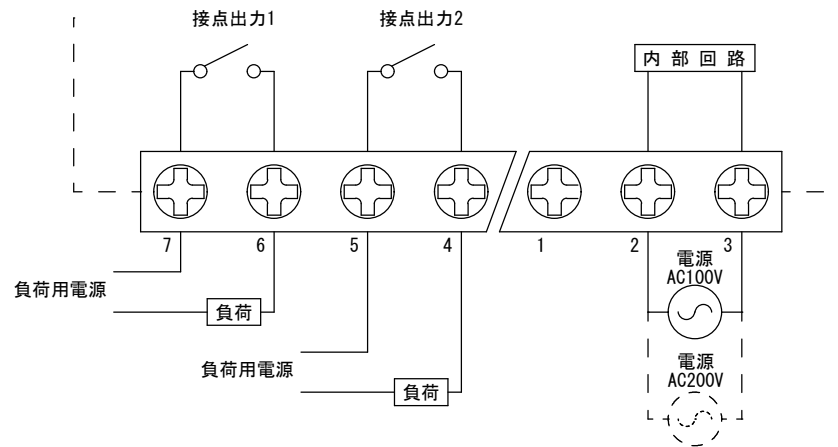 接点出力1
接点出力2
内部回路
7
6
5
4
1
2
3
負荷用電源
負荷
電源
AC100V
負荷用電源
負荷
電源
AC200V